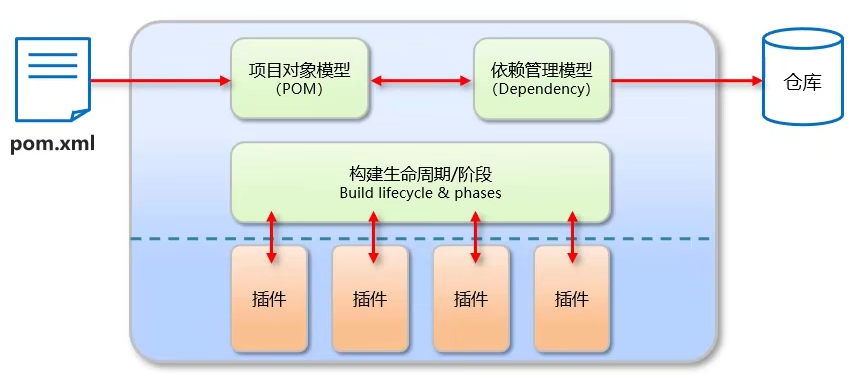 项目对象模型
（POM）
依赖管理模型
（Dependency）
仓库
pom.xml
构建生命周期/阶段
Build lifecycle & phases
插件
插件
插件
插件